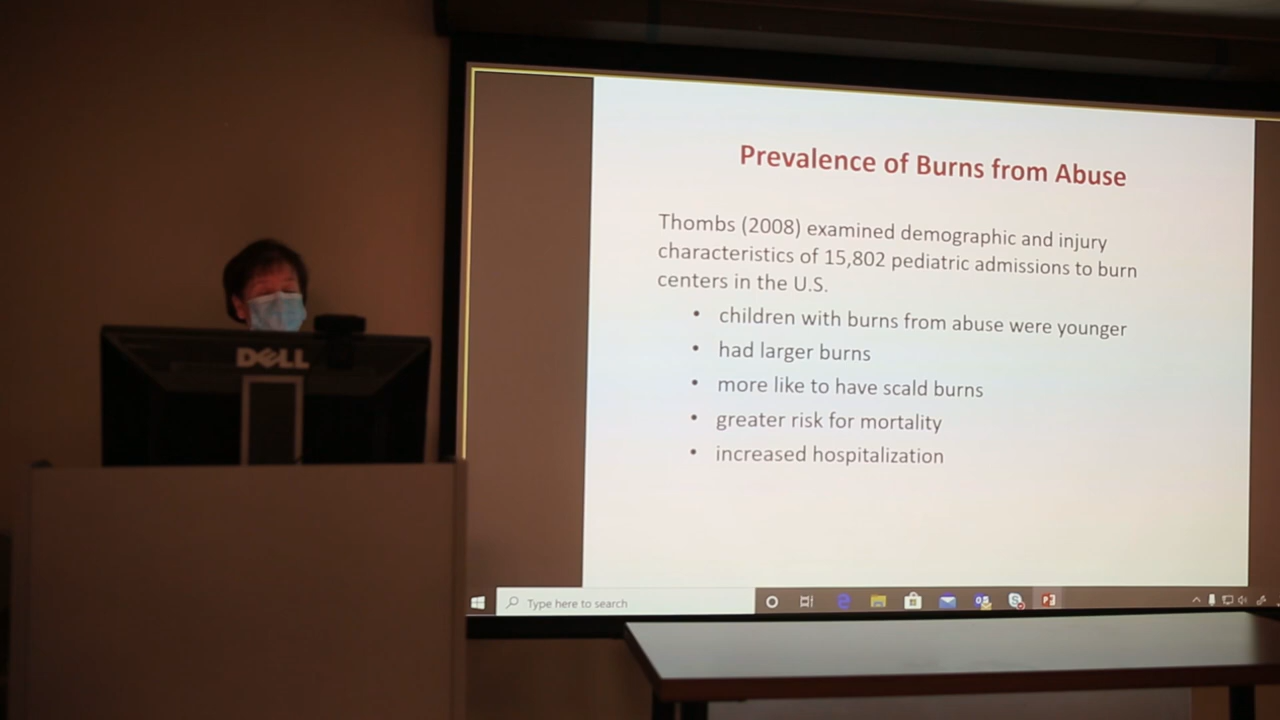 DELL
Prevalence of Burns from Abuse
Thombs (2008) examined demographic and injury
characteristics of 15,802 pediatric admissions to burn
centers in the U.S.
• children with burns from abuse were younger
• had larger burns
• more like to have scald burns
• greater risk for mortality
• increased hospitalization
Type here to search